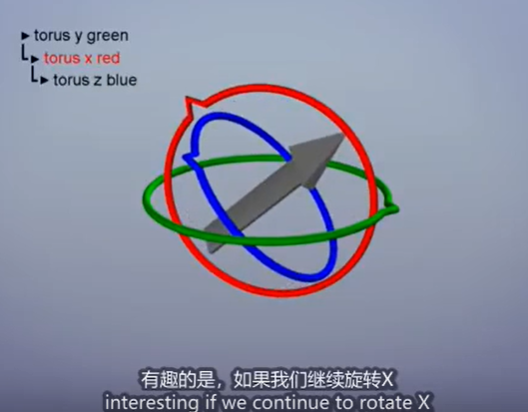 torus y green
torus x red
torus z blue
有趣的是，如果我们继续旋转X
interesting if we continue to rotate X